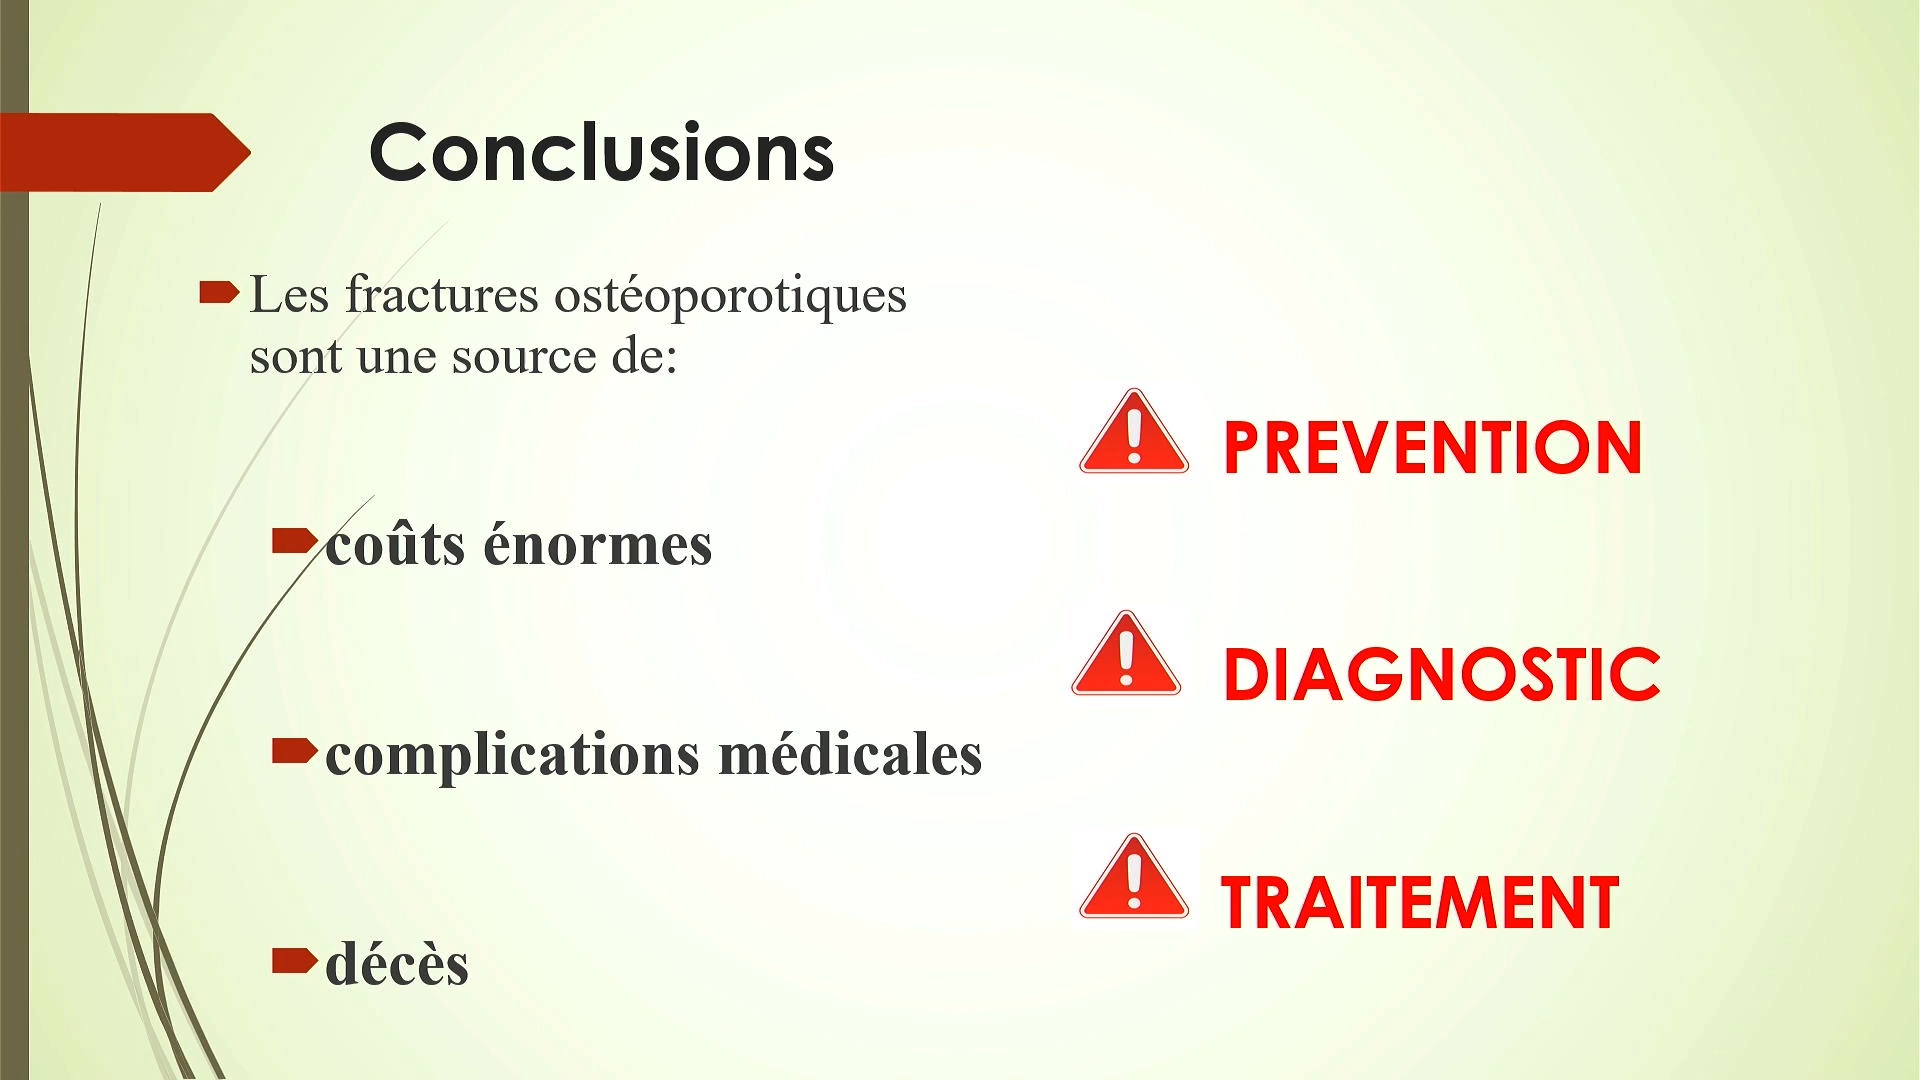 Conclusions
Les fractures ostéoporotiques
sont une source de:
coûts énormes
complications médicales
décès
PREVENTION
DIAGNOSTIC
TRAITEMENT